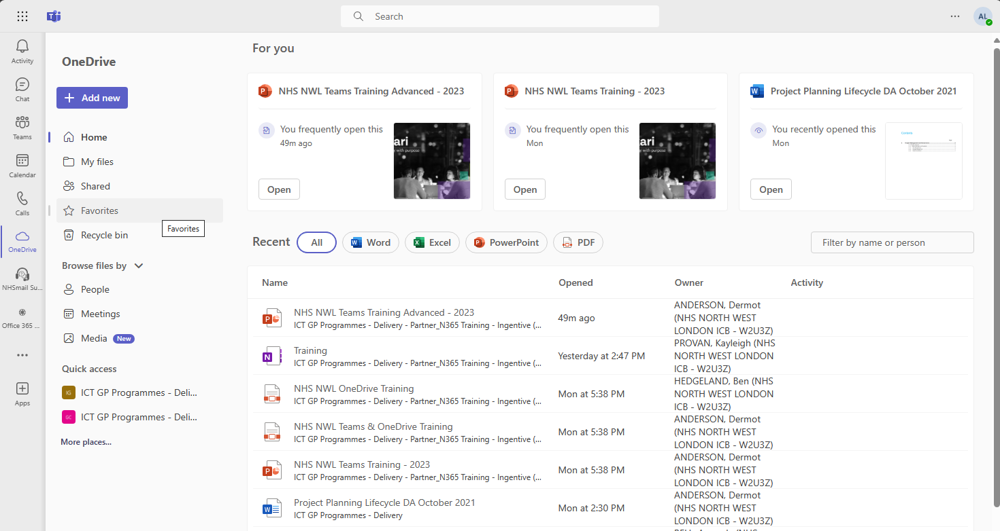 Search
AL
Activity
Chat
Teams
Calendar
Calls
OneDrive
NHSmail Su...
Office 365 ...
Apps
OneDrive
Add new
Home
My files
Shared
Favorites
Favorites
Recycle bin
Browse files by
People
Meetings
Media New
Quick access
IG ICT GP Programmes - Deli...
GC ICT GP Programmes - Deli...
More places...
For you
NHS NWL Teams Training Advanced - 2023
You frequently open this
49m ago
ari
with purpose
Open
NHS NWL Teams Training - 2023
You frequently open this
Mon
ari
with purpose
Open
Project Planning Lifecycle DA October 2021
You recently opened this
Mon
Open
Recent All Word Excel PowerPoint PDF Filter by name or person
Name Opened Owner Activity
NHS NWL Teams Training Advanced - 2023
ICT GP Programmes - Delivery - Partner_N365 Training - Ingentive (...
49m ago
ANDERSON, Dermot
(NHS NORTH WEST
LONDON ICB - W2U3Z)
Training
ICT GP Programmes - Delivery - Partner_N365 Training - Ingentive (...
Yesterday at 2:47 PM
PROVAN, Kayleigh (NHS
NORTH WEST LONDON
ICB - W2U3Z)
NHS NWL OneDrive Training
ICT GP Programmes - Delivery - Partner_N365 Training - Ingentive (...
Mon at 5:38 PM
HEDGELAND, Ben (NHS
NORTH WEST LONDON
ICB - W2U3Z)
NHS NWL Teams & OneDrive Training
ICT GP Programmes - Delivery - Partner_N365 Training - Ingentive (...
Mon at 5:38 PM
ANDERSON, Dermot
(NHS NORTH WEST
LONDON ICB - W2U3Z)
NHS NWL Teams Training - 2023
ICT GP Programmes - Delivery - Partner_N365 Training - Ingentive (...
Mon at 5:38 PM
ANDERSON, Dermot
(NHS NORTH WEST
LONDON ICB - W2U3Z)
Project Planning Lifecycle DA October 2021
ICT GP Programmes - Delivery
Mon at 2:30 PM
ANDERSON, Dermot
(NHS NORTH WEST
LONDON ICB - W2U3Z)